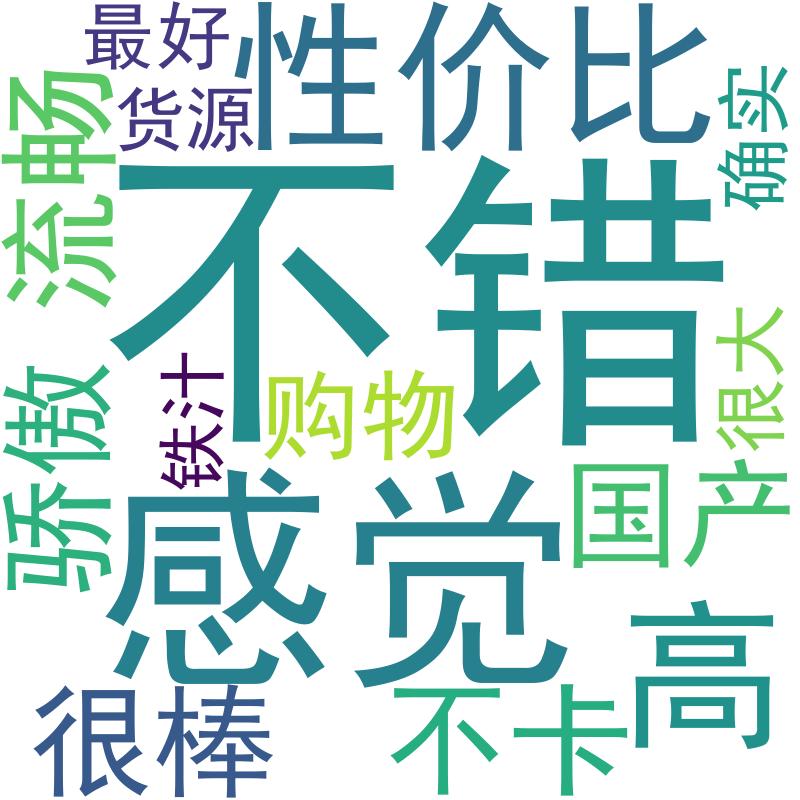 最好
性价比
货源
流畅
确实
不错
骄傲
铁汁
购物
很大
感觉
国产
高
很棒
不卡